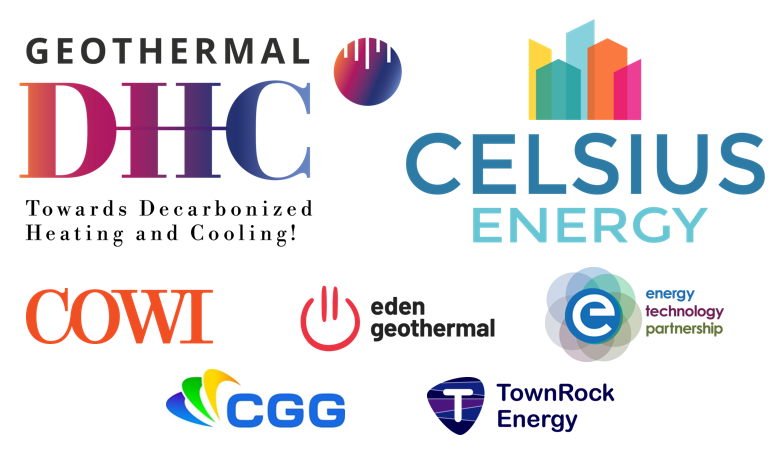 GEOTHERMAL
DHC
Towards Decarbonized
Heating and Cooling!
CELSIUS
ENERGY
COWI
eden
geothermal
e
energy
technology
partnership
CGG
T
TownRock
Energy